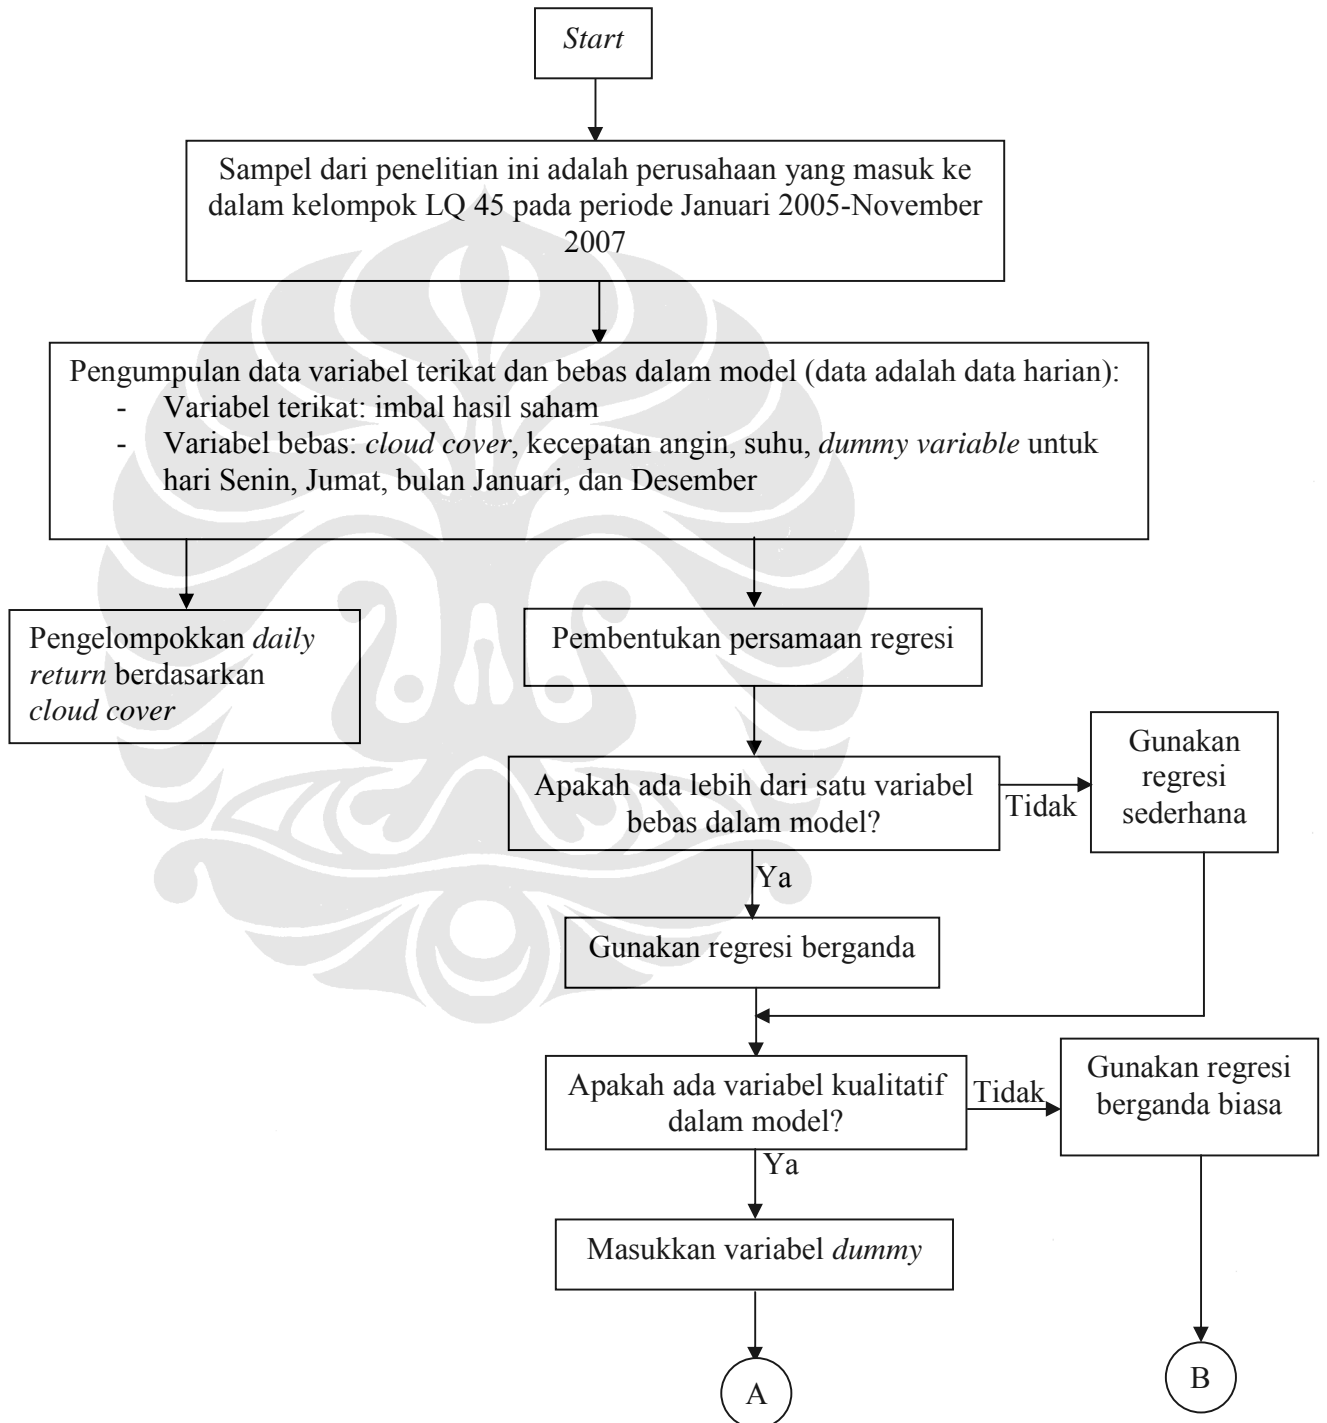 Start
Sampel dari penelitian ini adalah perusahaan yang masuk ke
dalam kelompok LQ 45 pada periode Januari 2005-November
2007
Pengumpulan data variabel terikat dan bebas dalam model (data adalah data harian):
- Variabel terikat: imbal hasil saham
- Variabel bebas: cloud cover, kecepatan angin, suhu, dummy variable untuk
hari Senin, Jumat, bulan Januari, dan Desember
Pengelompokkan daily
return berdasarkan
cloud cover
Pembentukan persamaan regresi
Apakah ada lebih dari satu variabel
bebas dalam model?
Tidak
Gunakan
regresi
sederhana
Ya
Gunakan regresi berganda
Apakah ada variabel kualitatif
dalam model?
Tidak
Gunakan regresi
berganda biasa
Ya
Masukkan variabel dummy
A
B